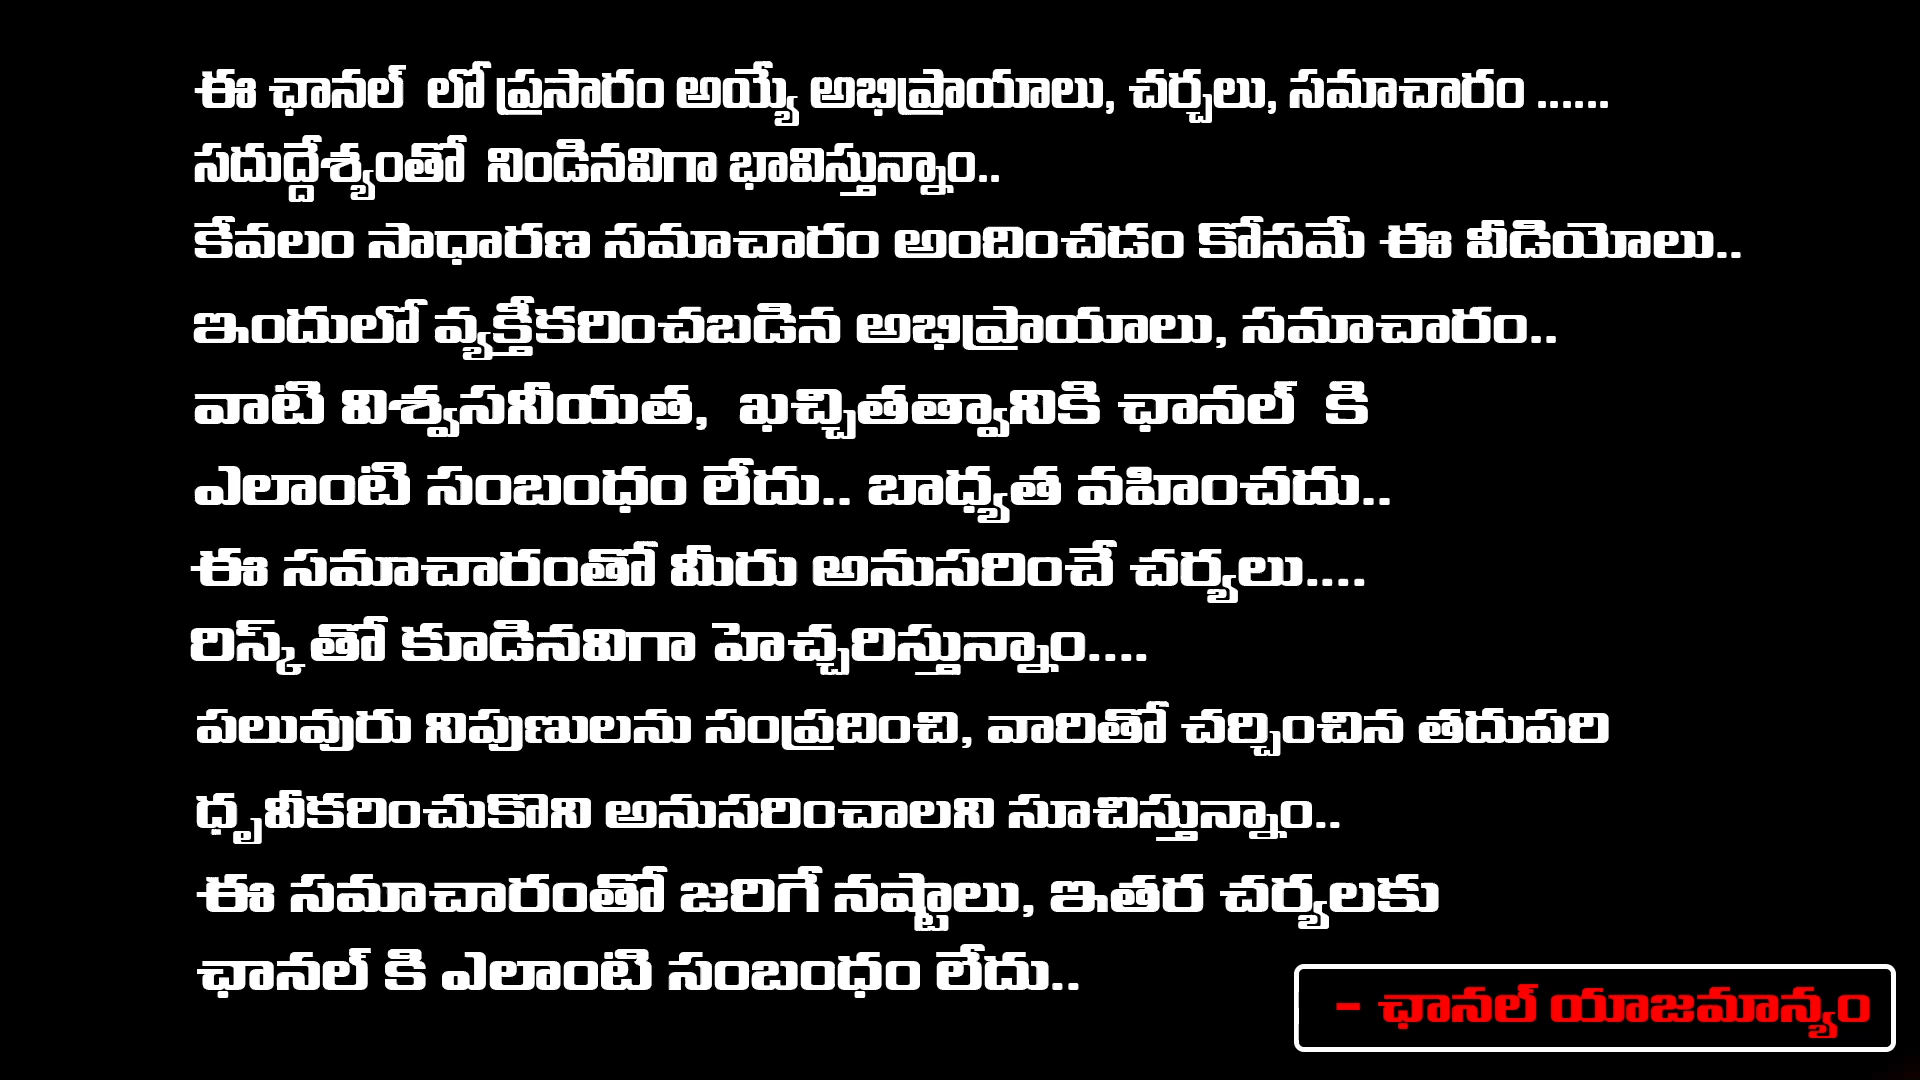 ఈ ఛానల్ లో ప్రసారం అయ్యే అభిప్రాయాలు, చర్చలు, సమాచారం ......
సదుద్దేశ్యంతో నిండినవిగా భావిస్తున్నాం..
కేవలం సాధారణ సమాచారం అందించడం కోసమే ఈ వీడియోలు..
ఇందులో వ్యక్తీకరించబడిన అభిప్రాయాలు, సమాచారం..
వాటి విశ్వసనీయత, ఖచ్చితత్వానికి ఛానల్ కి
ఎలాంటి సంబంధం లేదు.. బాధ్యత వహించదు..
ఈ సమాచారంతో మీరు అనుసరించే చర్యలు....
రిస్క్ తో కూడినవిగా హెచ్చరిస్తున్నాం....
పలువురు నిపుణులను సంప్రదించి, వారితో చర్చించిన తదుపరి
ధృవీకరించుకొని అనుసరించాలని సూచిస్తున్నాం..
ఈ సమాచారంతో జరిగే నష్టాలు, ఇతర చర్యలకు
ఛానల్ కి ఎలాంటి సంబంధం లేదు..
- ఛానల్ యాజమాన్యం